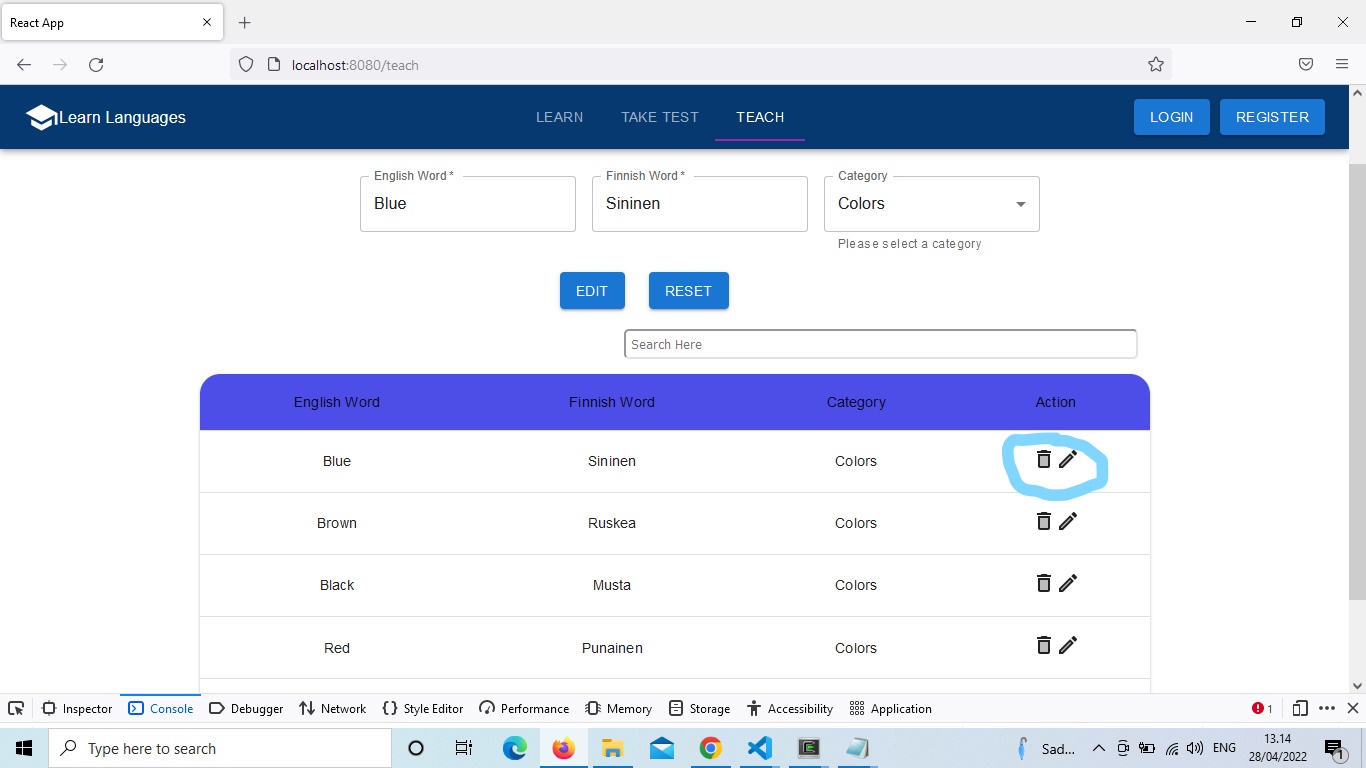 React App
localhost:8080/teach
Learn Languages LEARN TAKE TEST TEACH LOGIN REGISTER
English Word * Finnish Word * Category
Blue Sininen Colors
Please select a category
EDIT RESET
Search Here
English Word Finnish Word Category Action
Blue Sininen Colors
Brown Ruskea Colors
Black Musta Colors
Red Punainen Colors
Inspector Console Debugger Network Style Editor Performance Memory Storage Accessibility Application 1
Type here to search Sad... ENG 13.14
28/04/2022 1